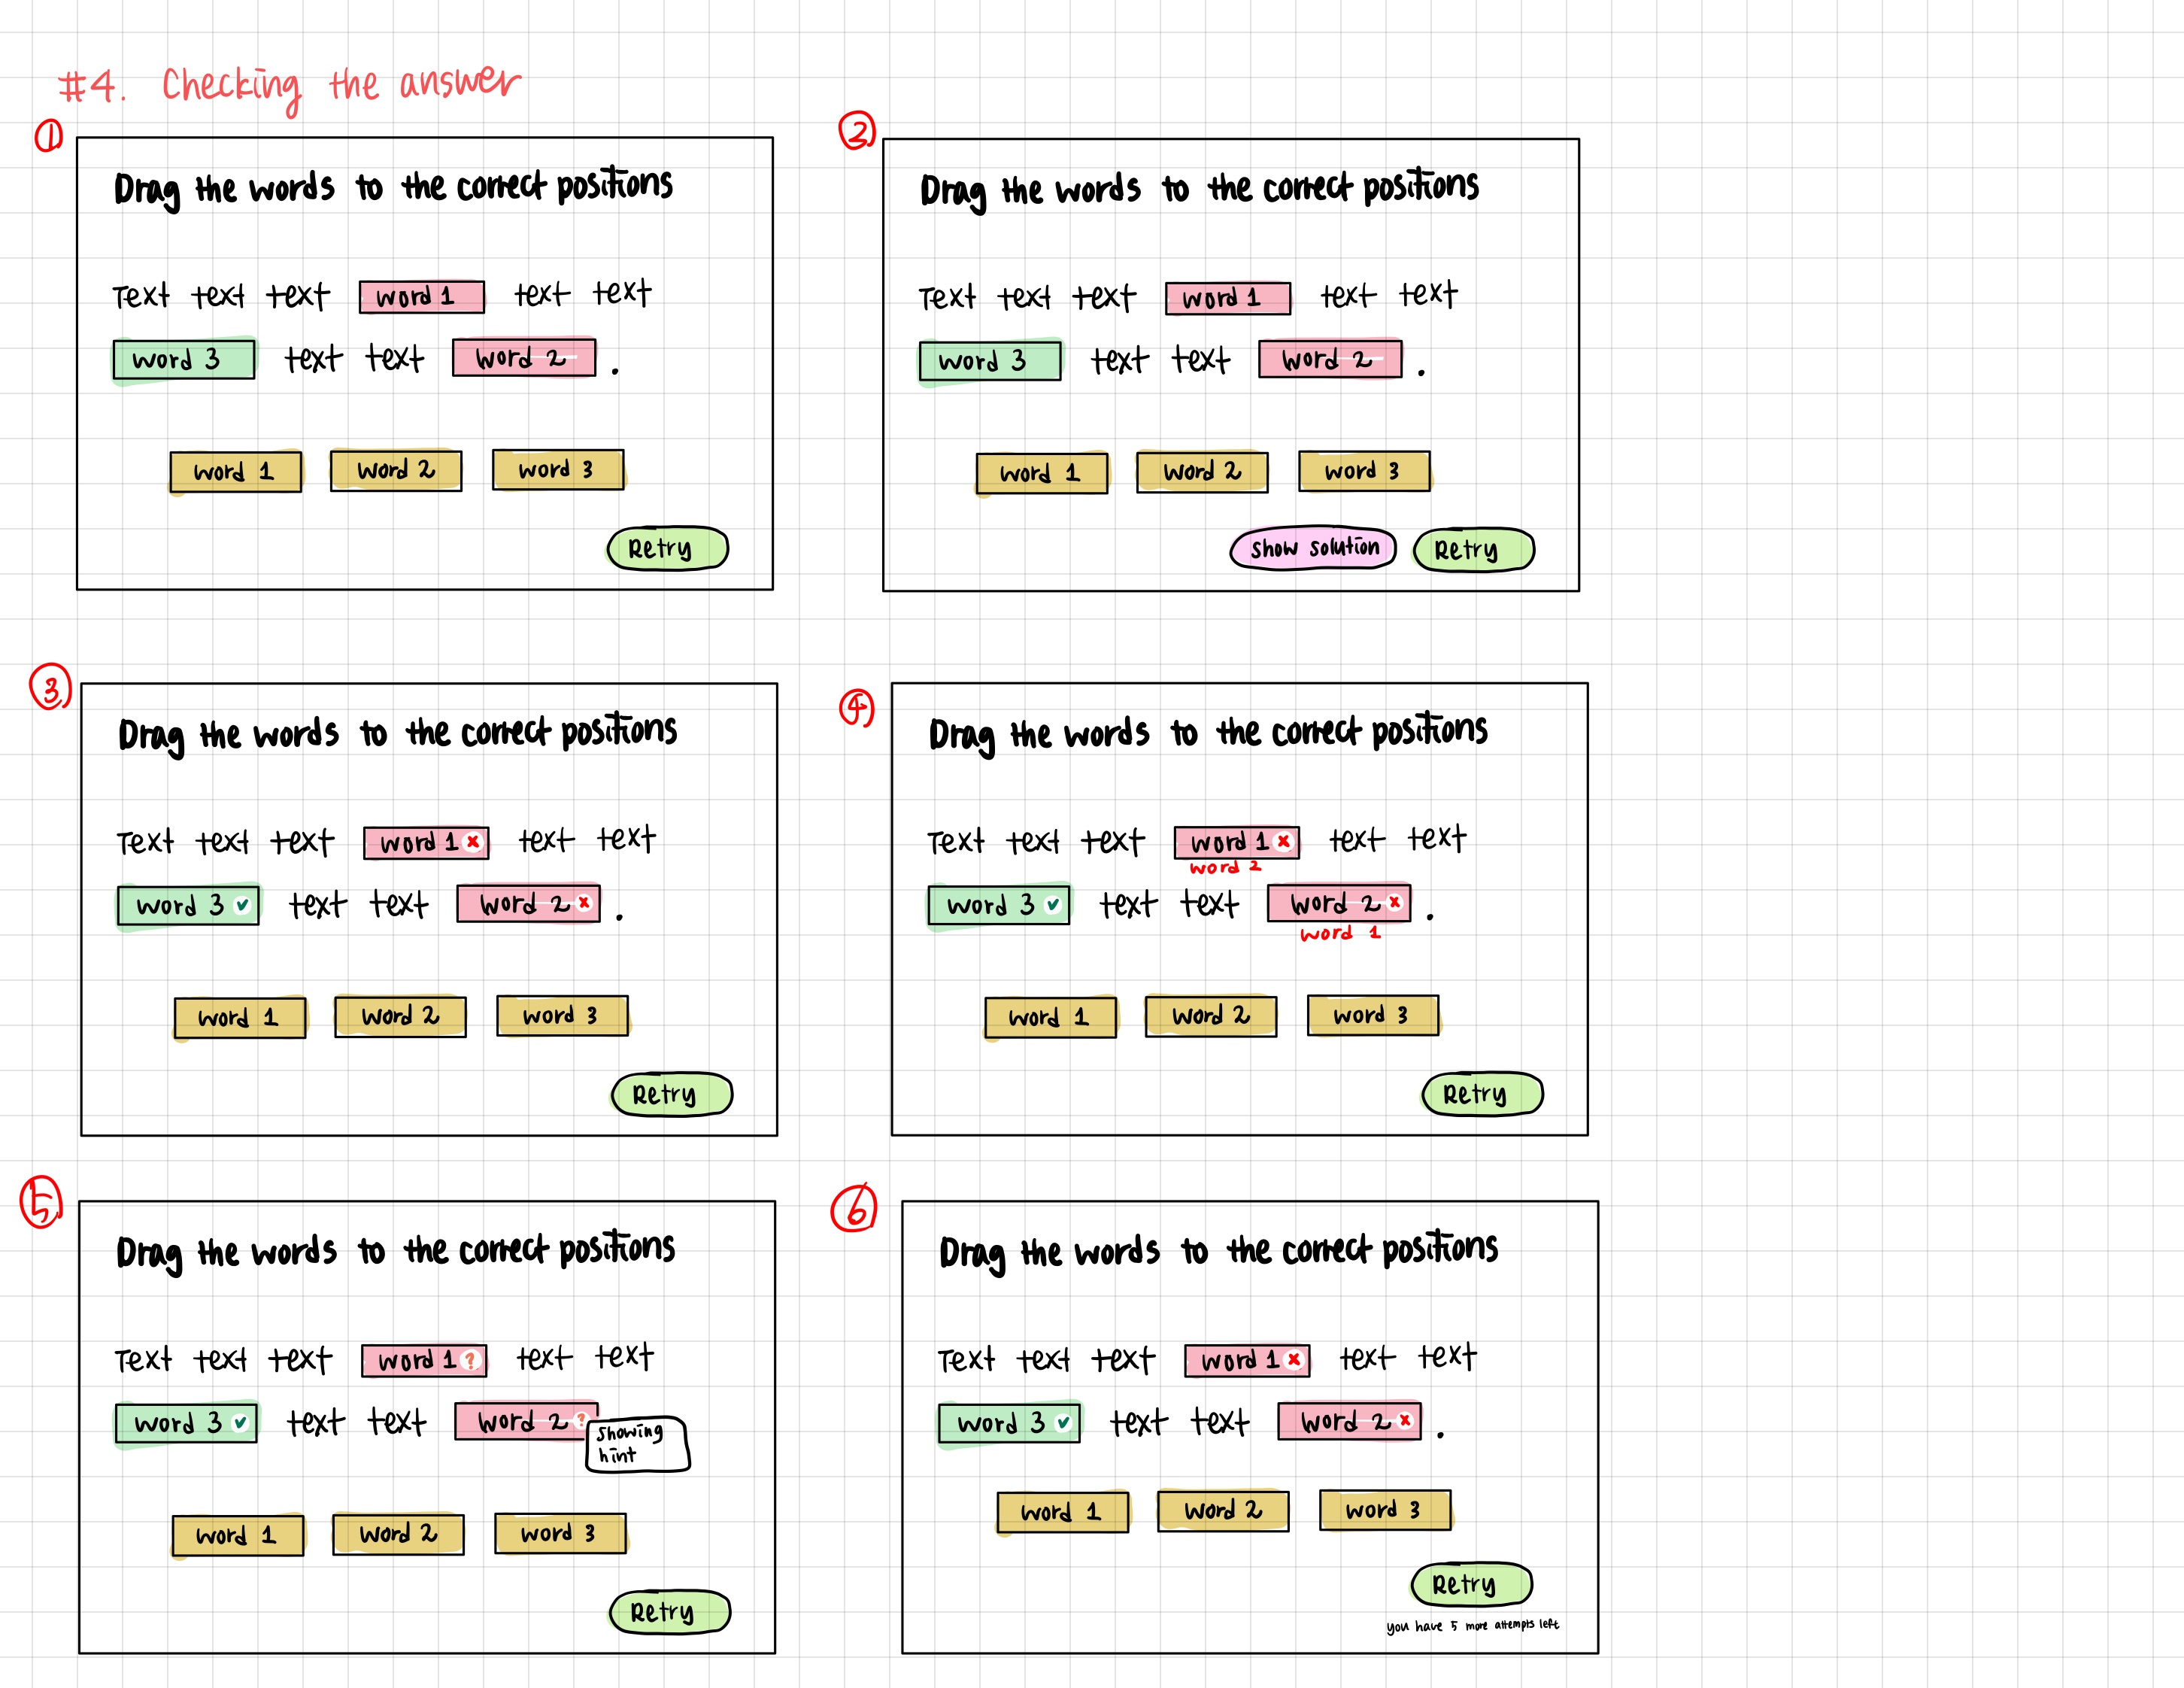 #4. Checking the answer
①
Drag the words to the correct positions
Text text text word 1 text text
word 3 text text word 2 .
word 1 word 2 word 3
Retry
②
Drag the words to the correct positions
Text text text word 1 text text
word 3 text text word 2 .
word 1 word 2 word 3
show solution Retry
③
Drag the words to the correct positions
Text text text word 1 text text
word 3 text text word 2 .
word 1 word 2 word 3
Retry
④
Drag the words to the correct positions
Text text text word 1 text text
word 2
word 3 text text word 2 .
word 1
word 1 word 2 word 3
Retry
⑤
Drag the words to the correct positions
Text text text word 1 ? text text
word 3 text text word 2 ?
showing
hint
word 1 word 2 word 3
Retry
⑥
Drag the words to the correct positions
Text text text word 1 text text
word 3 text text word 2 .
word 1 word 2 word 3
Retry
you have 5 more attempts left